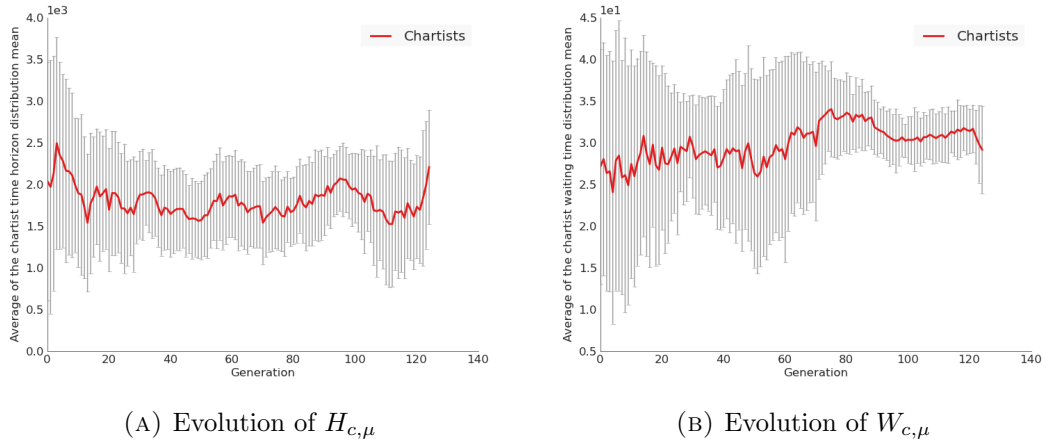 1e3
4.0
3.5
3.0
2.5
2.0
1.5
1.0
0.5
0.0
0 20 40 60 80 100 120 140
Generation
Average of the chartist time horizon distribution mean
Chartists
(A) Evolution of H_{c,μ}
1e1
4.5
4.0
3.5
3.0
2.5
2.0
1.5
1.0
0.5
0 20 40 60 80 100 120 140
Generation
Average of the chartist waiting time distribution mean
Chartists
(B) Evolution of W_{c,μ}